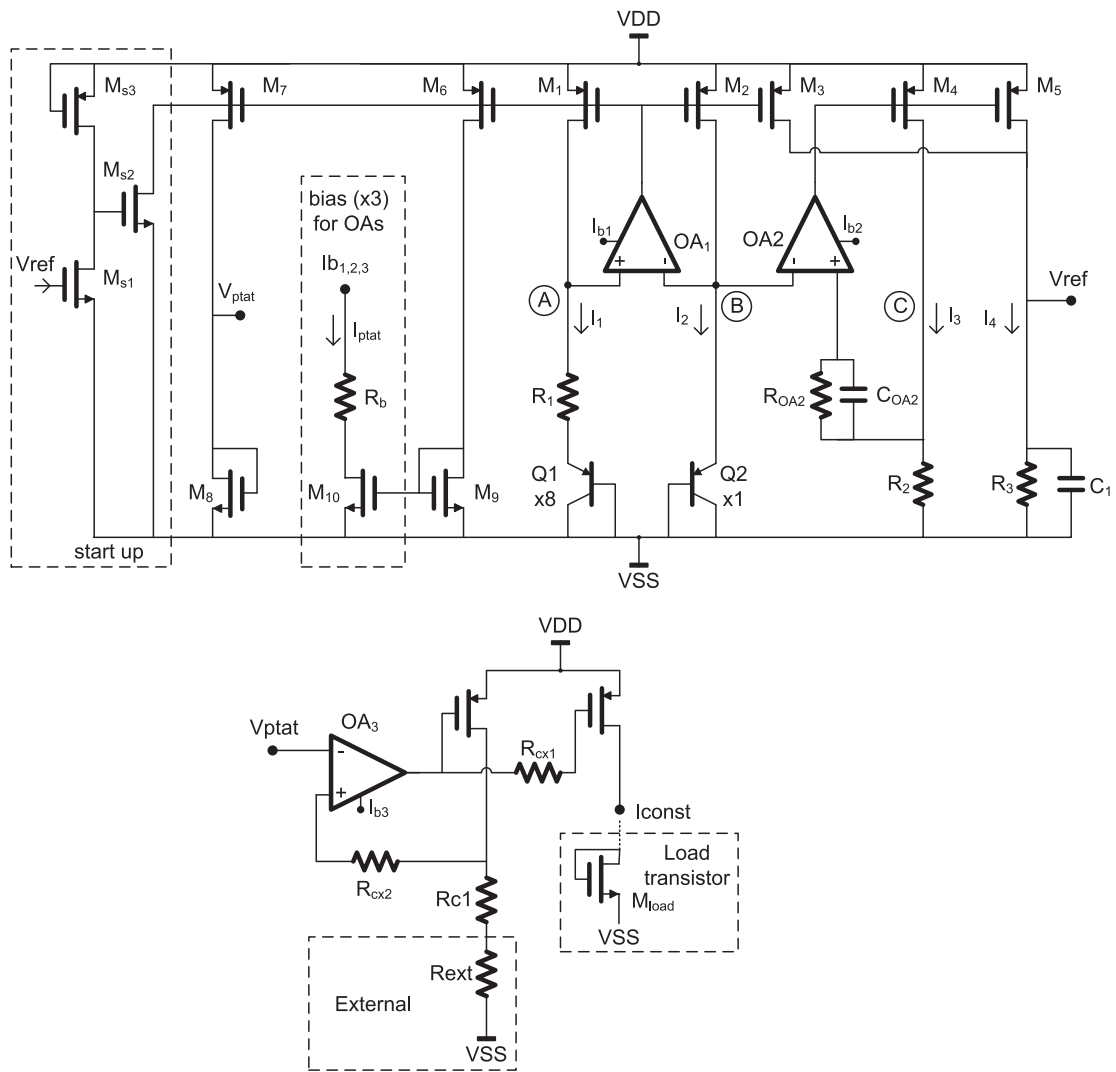 VDD
Ms3
M7
M6
M1
M2
M3
M4
M5
Ms2
bias (x3)
for OAs
Ib1
OA1
OA2
Ib2
+
-
-
+
Vref
Ms1
Vptat
Ib1,2,3
Iptat
A
I1
I2
B
C
I3
I4
Vref
Rb
R1
ROA2
COA2
M8
M10
M9
Q1
x8
Q2
x1
R2
R3
C1
start up
VSS
VDD
Vptat
OA3
-
+
Ib3
Rcx1
Iconst
Rcx2
Rc1
Load
transistor
Mload
VSS
Rext
External
VSS